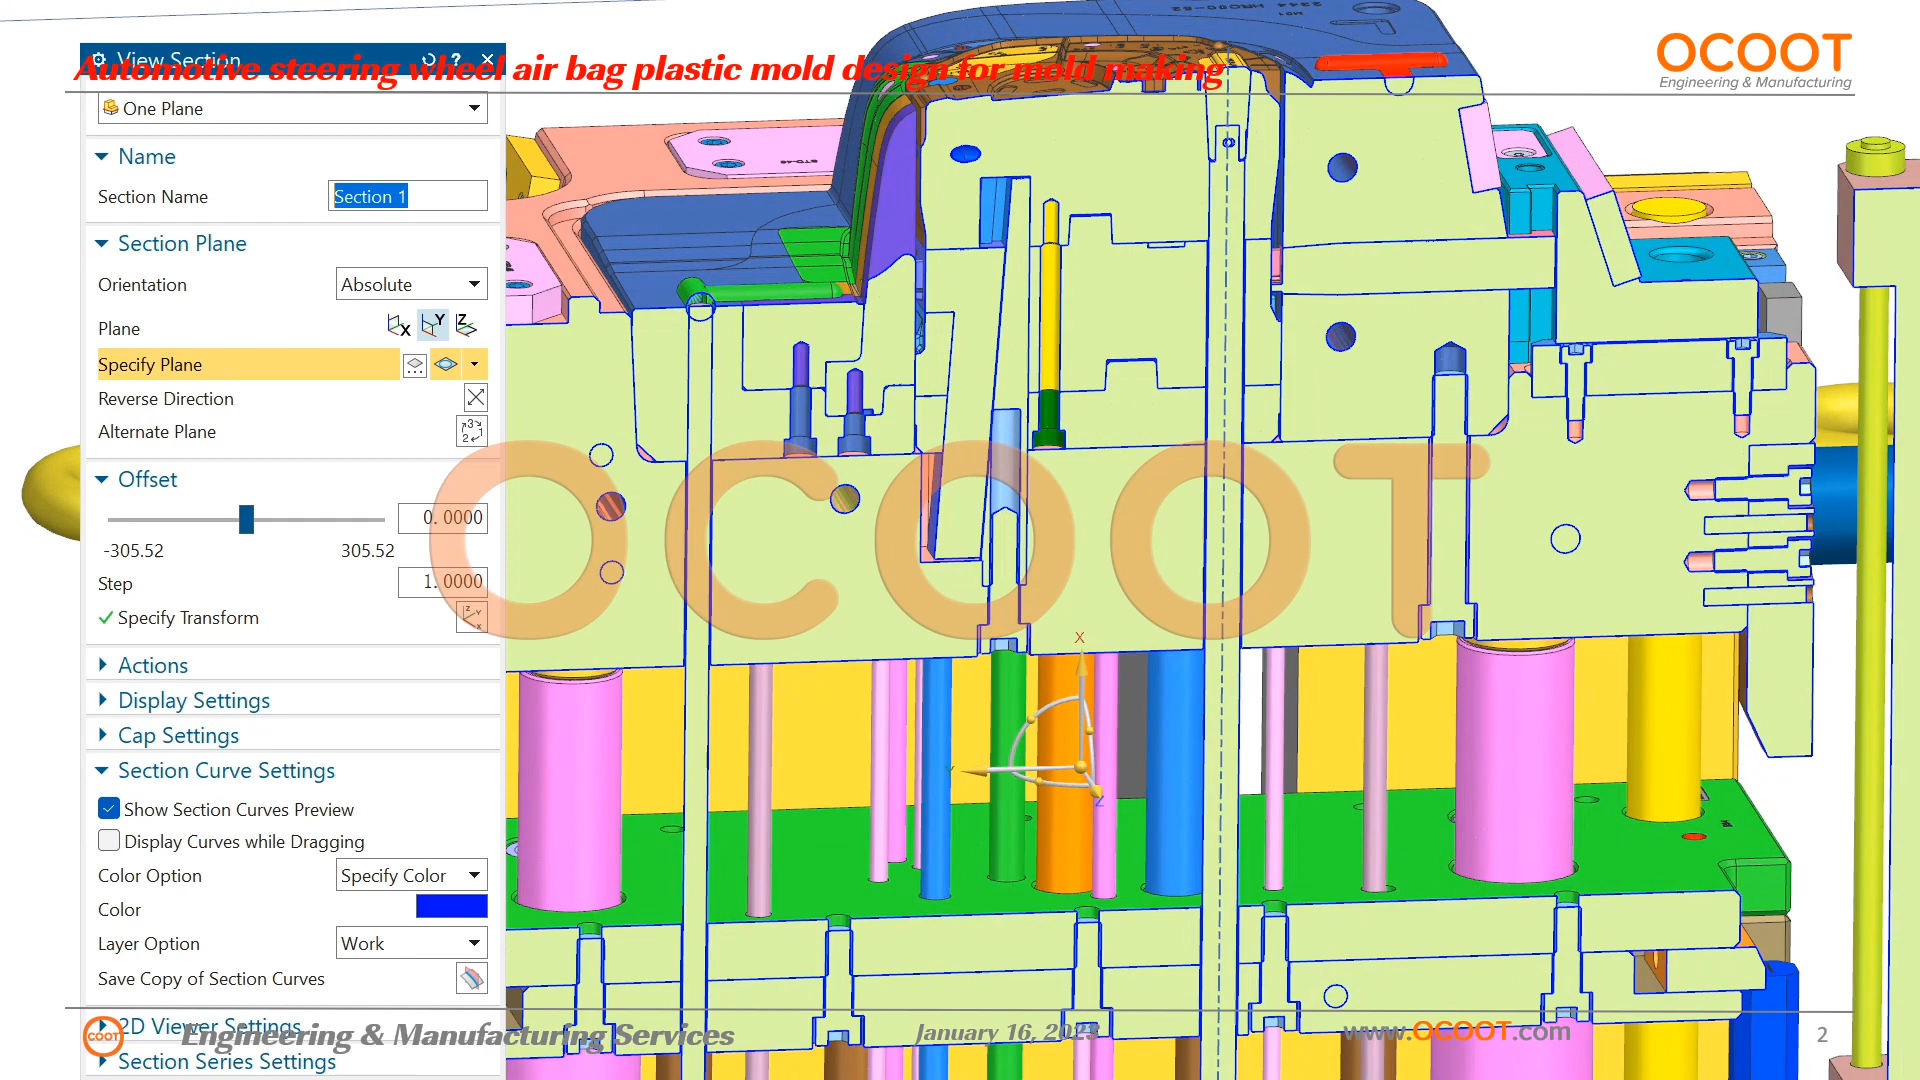 View Section
Automotive steering wheel air bag plastic mold design for mold making
OCOOT
Engineering & Manufacturing
One Plane
Name
Section Name
Section 1
Section Plane
Orientation
Absolute
Plane
X
Y
Z
Specify Plane
Reverse Direction
Alternate Plane
Offset
0.0000
-305.52
305.52
Step
1.0000
Specify Transform
Actions
Display Settings
Cap Settings
Section Curve Settings
Show Section Curves Preview
Display Curves while Dragging
Color Option
Specify Color
Color
Layer Option
Work
Save Copy of Section Curves
2D Viewer Settings
Section Series Settings
OCOOT
X
Y
Z
COOT
Engineering & Manufacturing Services
January 16, 2023
www.OCOOT.com
2